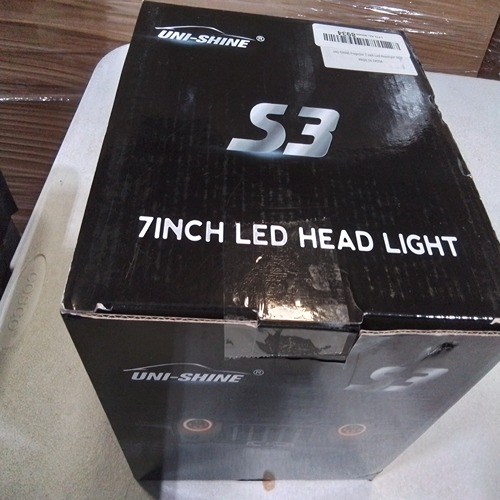 UNI-SHINE ®
S3
7INCH LED HEAD LIGHT
UNI-SHINE ®
S3